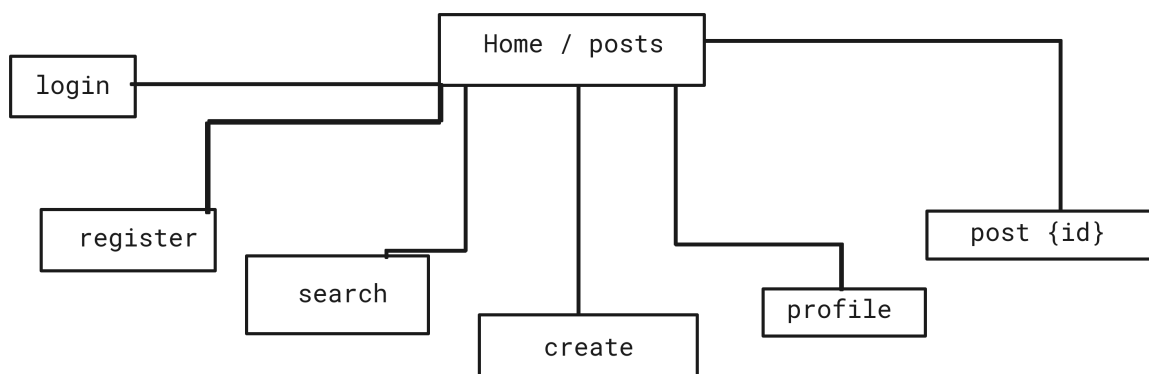 Home / posts
login
register
search
create
profile
post {id}